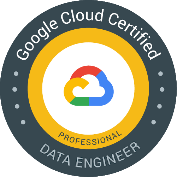 Google Cloud Certified
PROFESSIONAL
DATA ENGINEER